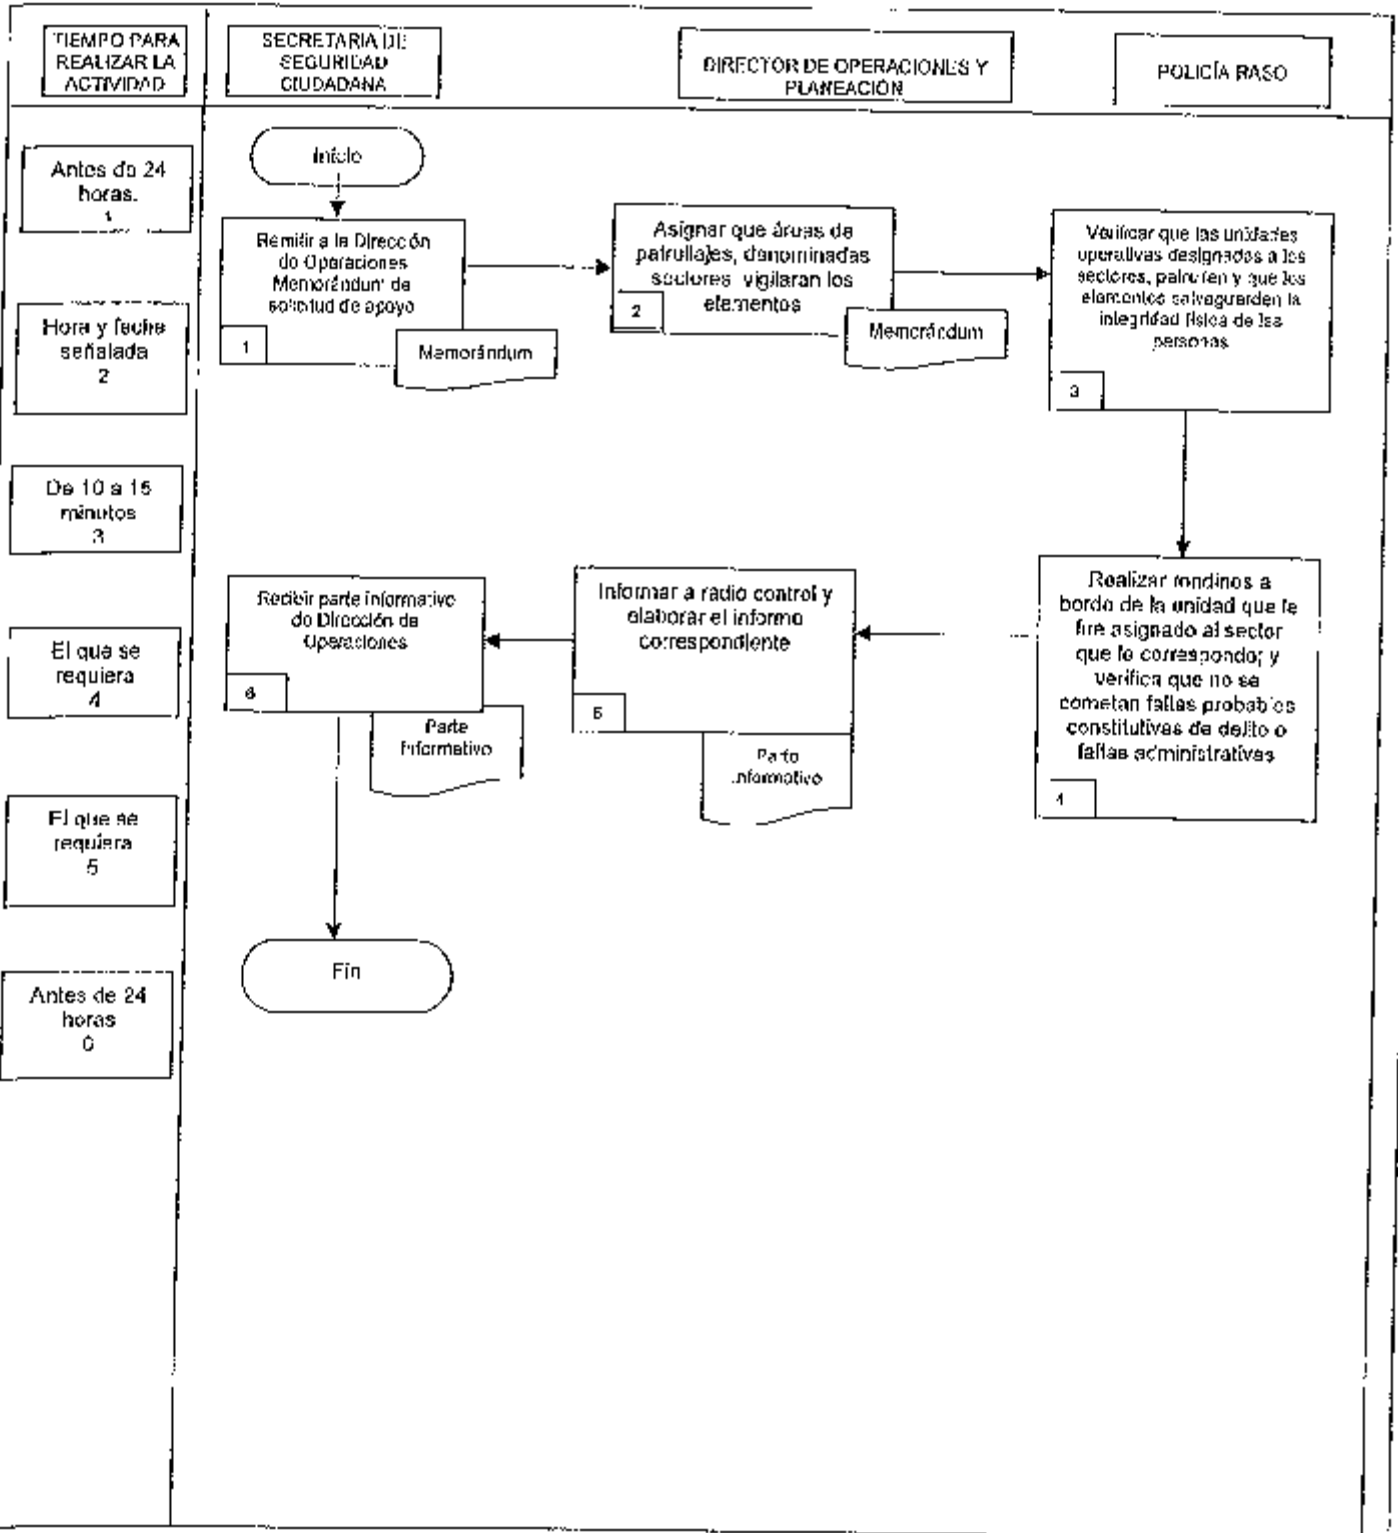 TIEMPO PARA
REALIZAR LA
ACTIVIDAD
SECRETARIA DE
SEGURIDAD
CIUDADANA
DIRECTOR DE OPERACIONES Y
PLANEACIÓN
POLICÍA RASO
Antes de 24
horas.
1
Hora y fecha
señalada
2
De 10 a 15
minutos
3
El que se
requiera
4
El que se
requiera
5
Antes de 24
horas
6
Inicio
Remitir a la Dirección
de Operaciones
Memorándum de
solicitud de apoyo
1
Memorándum
Asignar que áreas de
patrullajes, denominadas
sectores vigilaran los
elementos
2
Memorándum
Verificar que las unidades
operativas designadas a los
sectores, patrullen y que los
elementos salvaguarden la
integridad física de las
personas
3
Realizar rondines a
bordo de la unidad que le
fue asignado al sector
que le corresponde; y
verifica que no se
cometan fallas probables
constitutivas de delito o
fallas administrativas
4
Informar a radio control y
elaborar el informe
correspondiente
5
Parte
Informativo
Recibir parte informativo
de Dirección de
Operaciones
6
Parte
Informativo
Fin